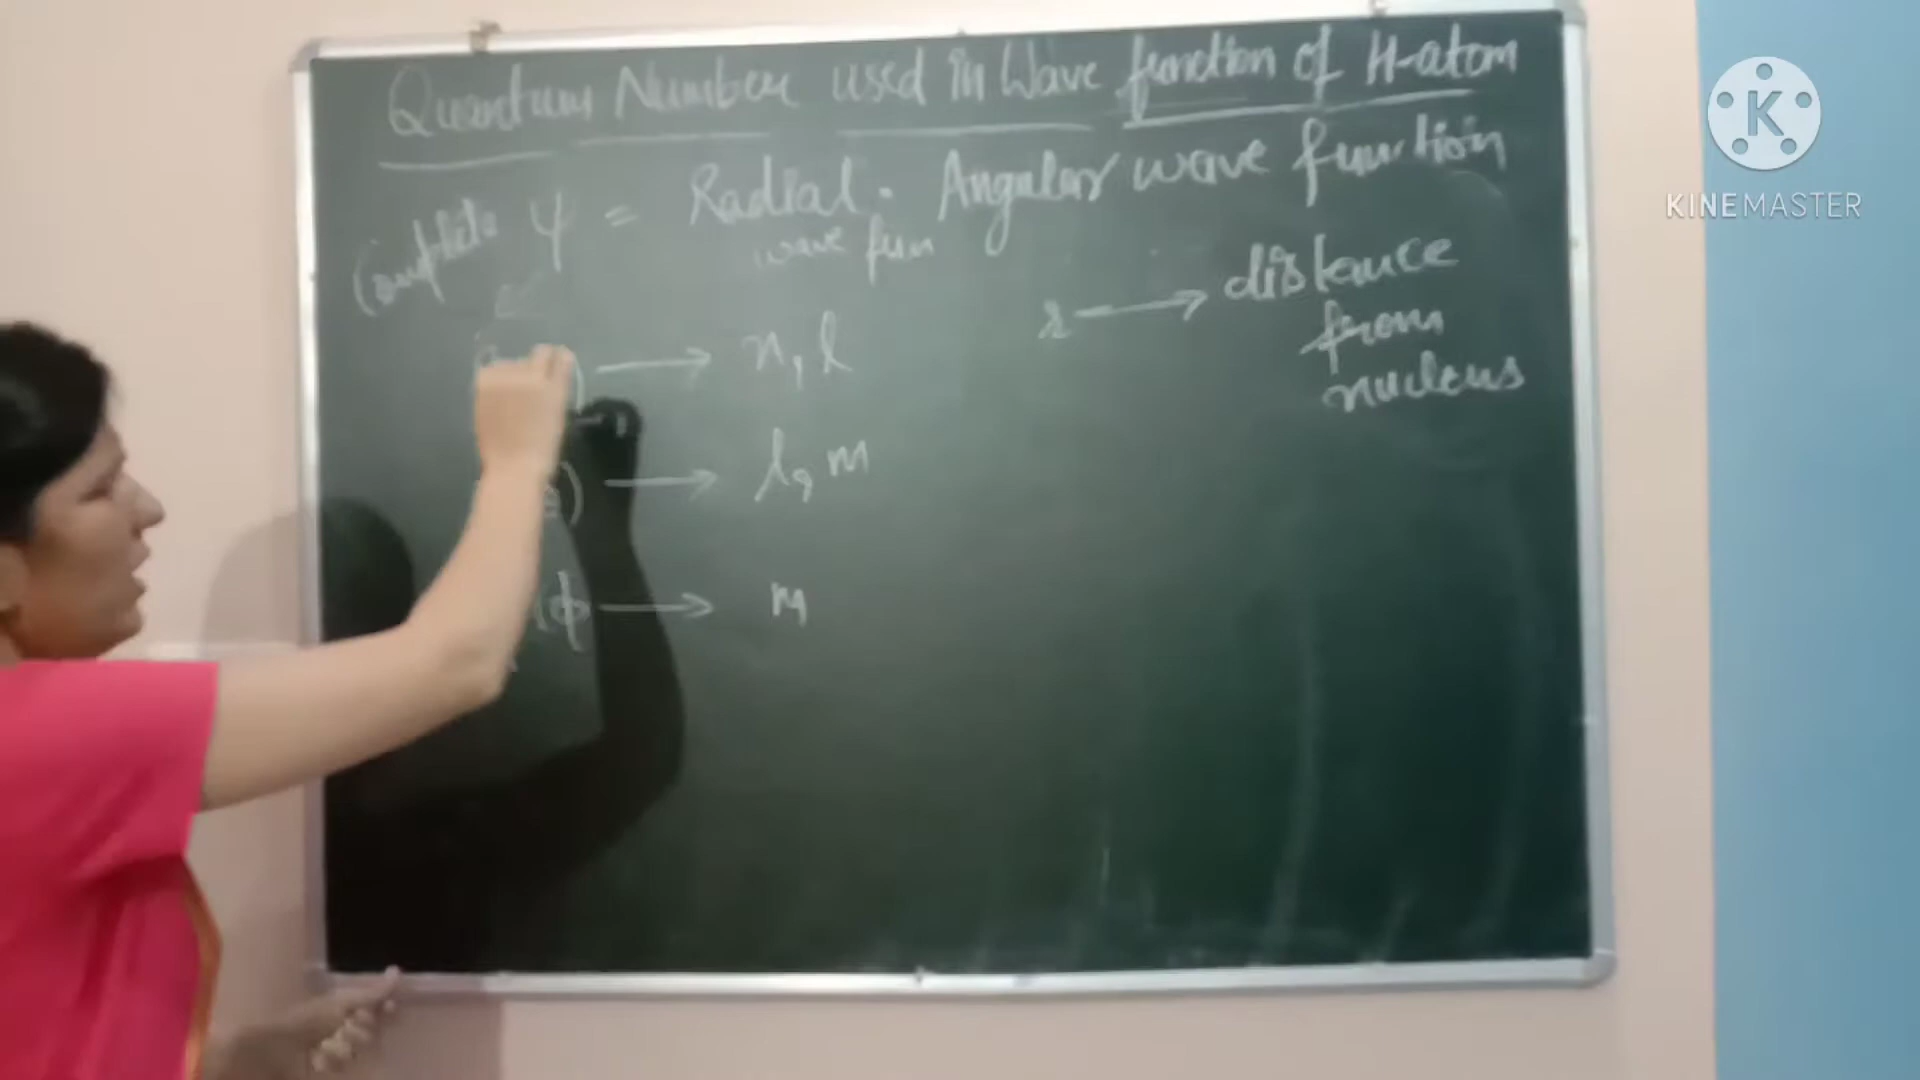 Quantum Number used in Wave function of H-atom
Complete ψ = Radial . Angular wave function
wave fun
r → distance
from
nucleus
) → n, l
) → l, m
(ϕ → m
K
KINEMASTER